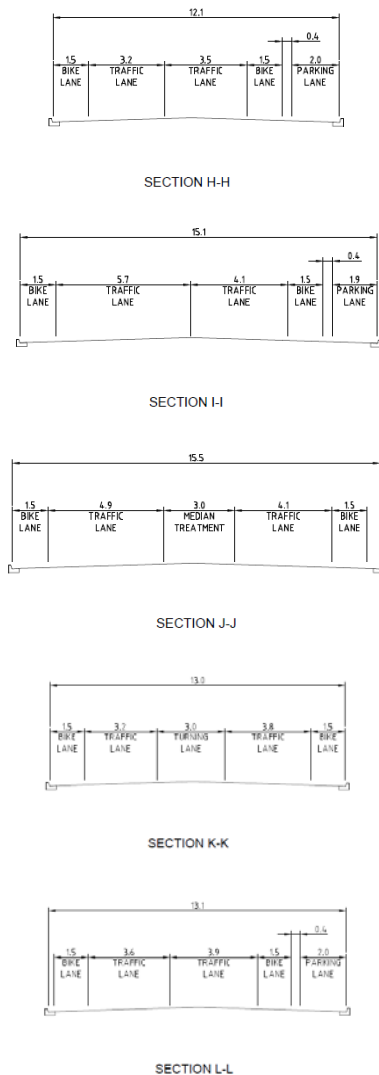 12.1
0.4
1.5 3.2 3.5 1.5 2.0
BIKE TRAFFIC TRAFFIC BIKE PARKING
LANE LANE LANE LANE LANE
SECTION H-H
15.1
0.4
1.5 5.7 4.1 1.5 1.9
BIKE TRAFFIC TRAFFIC BIKE PARKING
LANE LANE LANE LANE LANE
SECTION I-I
15.5
1.5 4.9 3.0 4.1 1.5
BIKE TRAFFIC MEDIAN TRAFFIC BIKE
LANE LANE TREATMENT LANE LANE
SECTION J-J
13.0
1.5 3.2 3.0 3.8 1.5
BIKE TRAFFIC TURNING TRAFFIC BIKE
LANE LANE LANE LANE LANE
SECTION K-K
13.1
0.4
1.5 3.6 3.9 1.5 2.0
BIKE TRAFFIC TRAFFIC BIKE PARKING
LANE LANE LANE LANE LANE
SECTION L-L